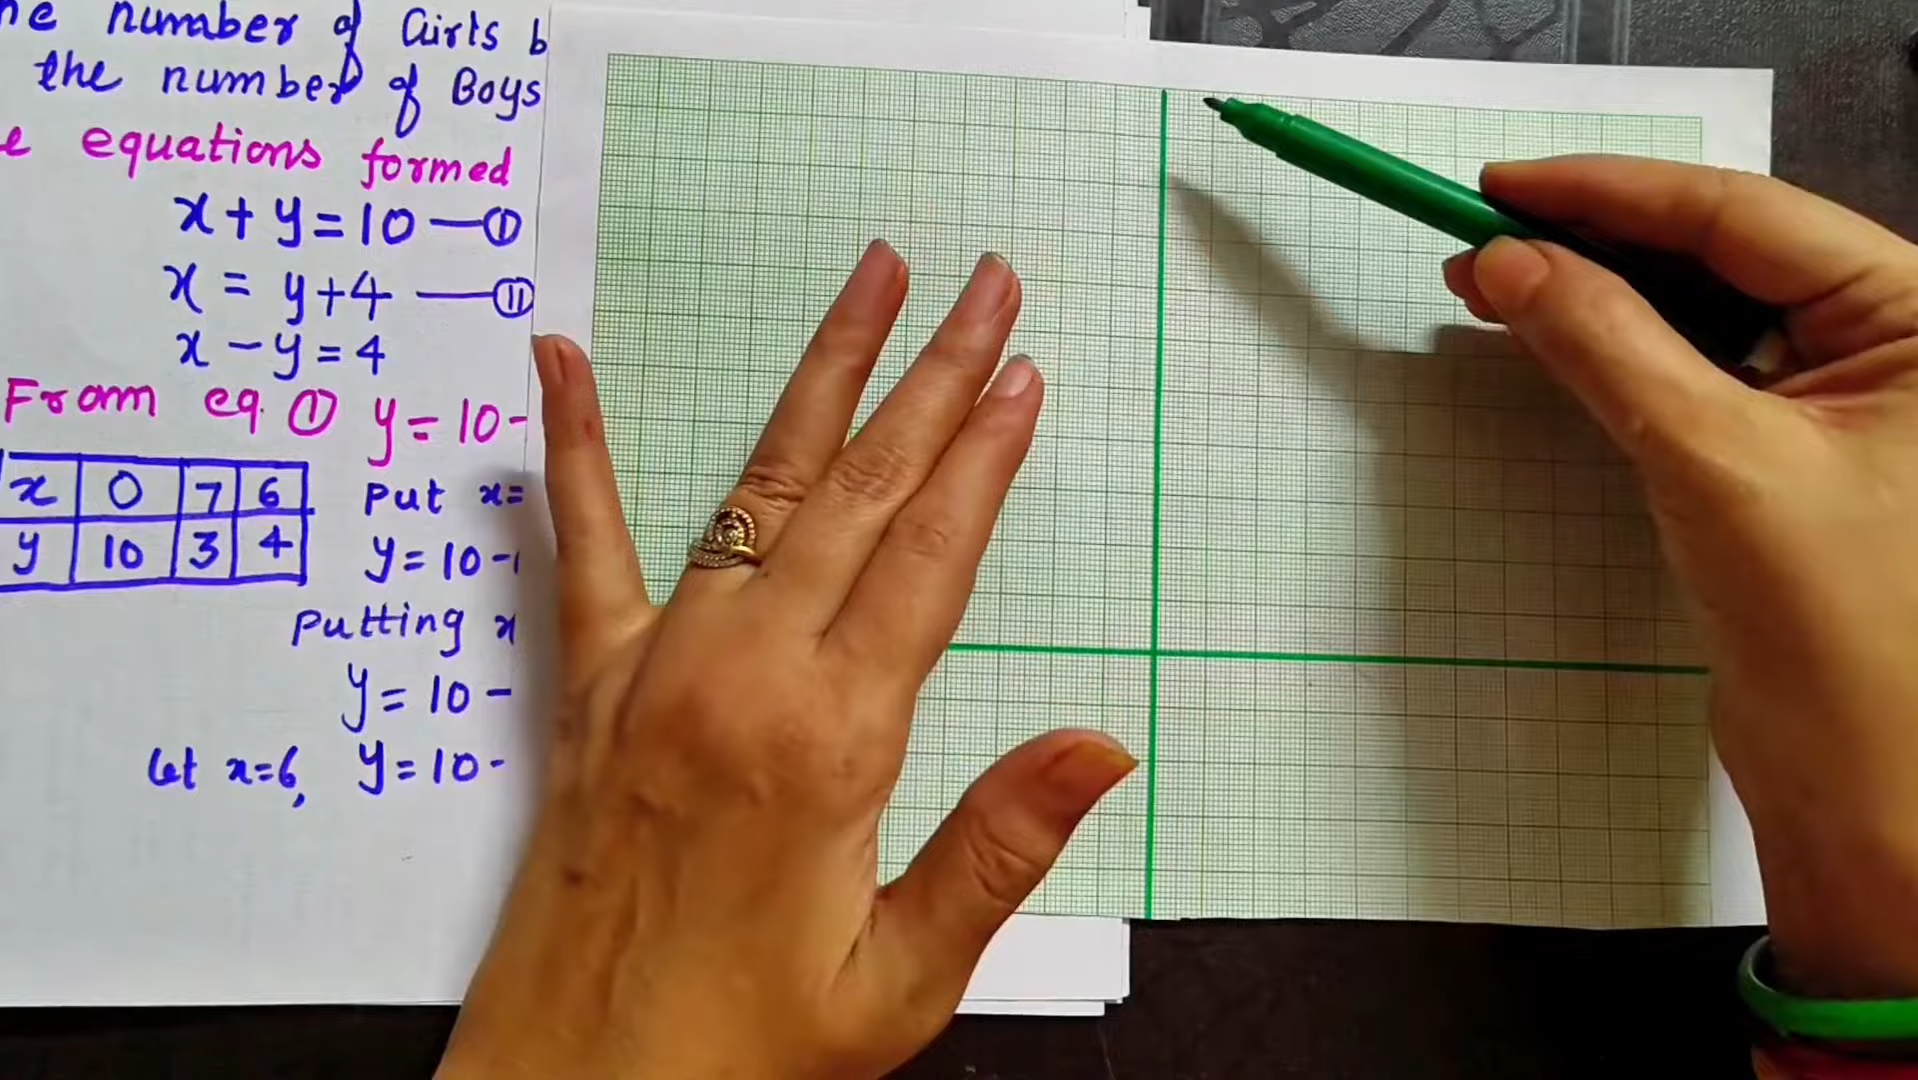 number of Girls b
the number of Boys
equations formed
x + y = 10 — (I)
x = y + 4 — (II)
x - y = 4
From eq. (I) y = 10 -
x 0 7 6
y 10 3 4
Put x =
y = 10 -
Putting x
y = 10 -
let x = 6, y = 10 -